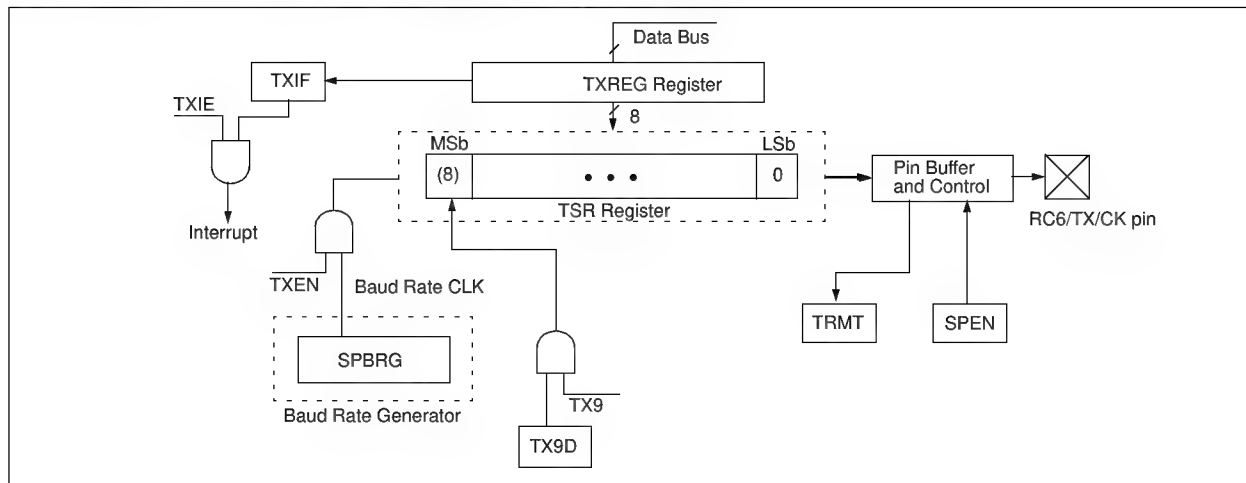 Data Bus
TXIF
TXREG Register
TXIE
8
MSb
LSb
(8)
• • •
0
TSR Register
Pin Buffer
and Control
RC6/TX/CK pin
Interrupt
TXEN
Baud Rate CLK
TRMT
SPEN
SPBRG
Baud Rate Generator
TX9
TX9D